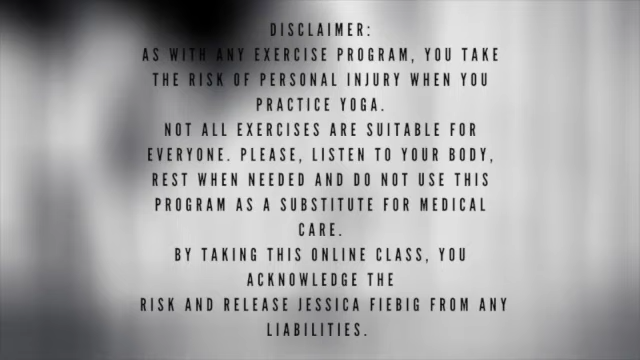 DISCLAIMER:
AS WITH ANY EXERCISE PROGRAM, YOU TAKE
THE RISK OF PERSONAL INJURY WHEN YOU
PRACTICE YOGA.
NOT ALL EXERCISES ARE SUITABLE FOR
EVERYONE. PLEASE, LISTEN TO YOUR BODY,
REST WHEN NEEDED AND DO NOT USE THIS
PROGRAM AS A SUBSTITUTE FOR MEDICAL
CARE.
BY TAKING THIS ONLINE CLASS, YOU
ACKNOWLEDGE THE
RISK AND RELEASE JESSICA FIEBIG FROM ANY
LIABILITIES.